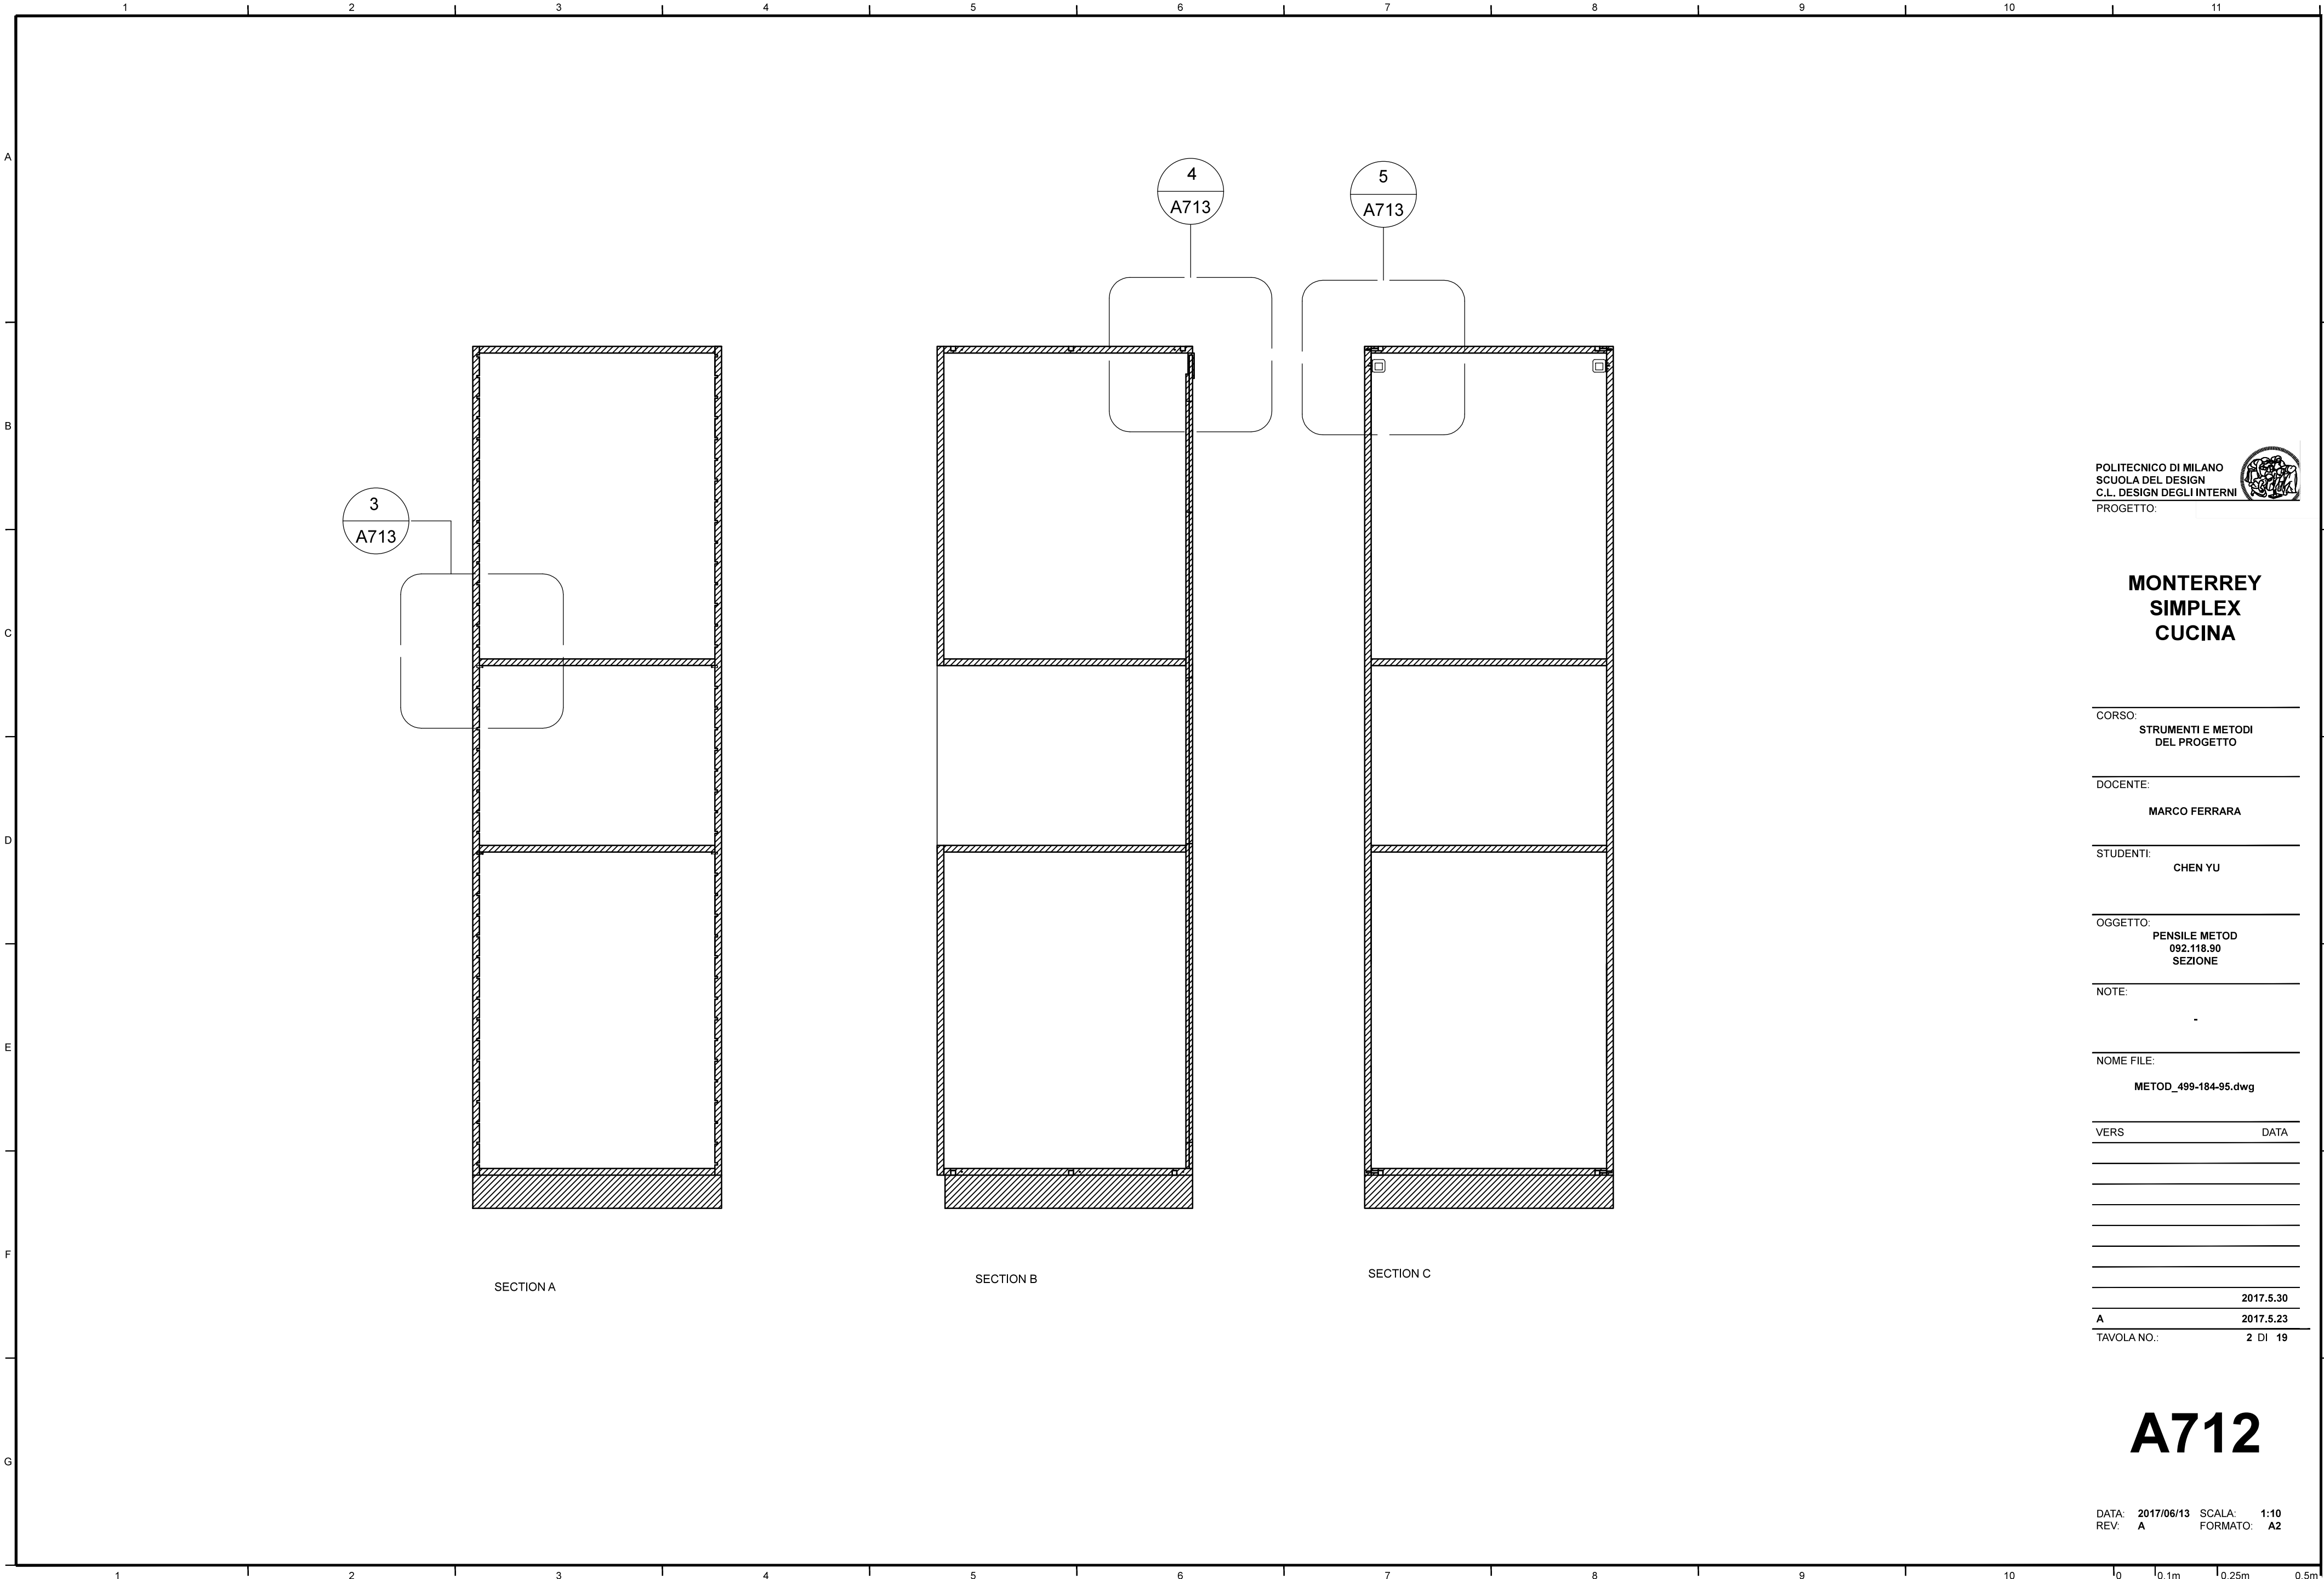 1 2 3 4 5 6 7 8 9 10 11
A
B
C
D
E
F
G
4
A713
5
A713
3
A713
SECTION A
SECTION B
SECTION C
POLITECNICO DI MILANO
SCUOLA DEL DESIGN
C.L. DESIGN DEGLI INTERNI
PROGETTO:
MONTERREY
SIMPLEX
CUCINA
CORSO:
STRUMENTI E METODI
DEL PROGETTO
DOCENTE:
MARCO FERRARA
STUDENTI:
CHEN YU
OGGETTO:
PENSILE METOD
092.118.90
SEZIONE
NOTE:
-
NOME FILE:
METOD_499-184-95.dwg
VERS DATA
2017.5.30
A 2017.5.23
TAVOLA NO.: 2 DI 19
A712
DATA: 2017/06/13 SCALA: 1:10
REV: A FORMATO: A2
1 2 3 4 5 6 7 8 9 10 0 0.1m 0.25m 0.5m